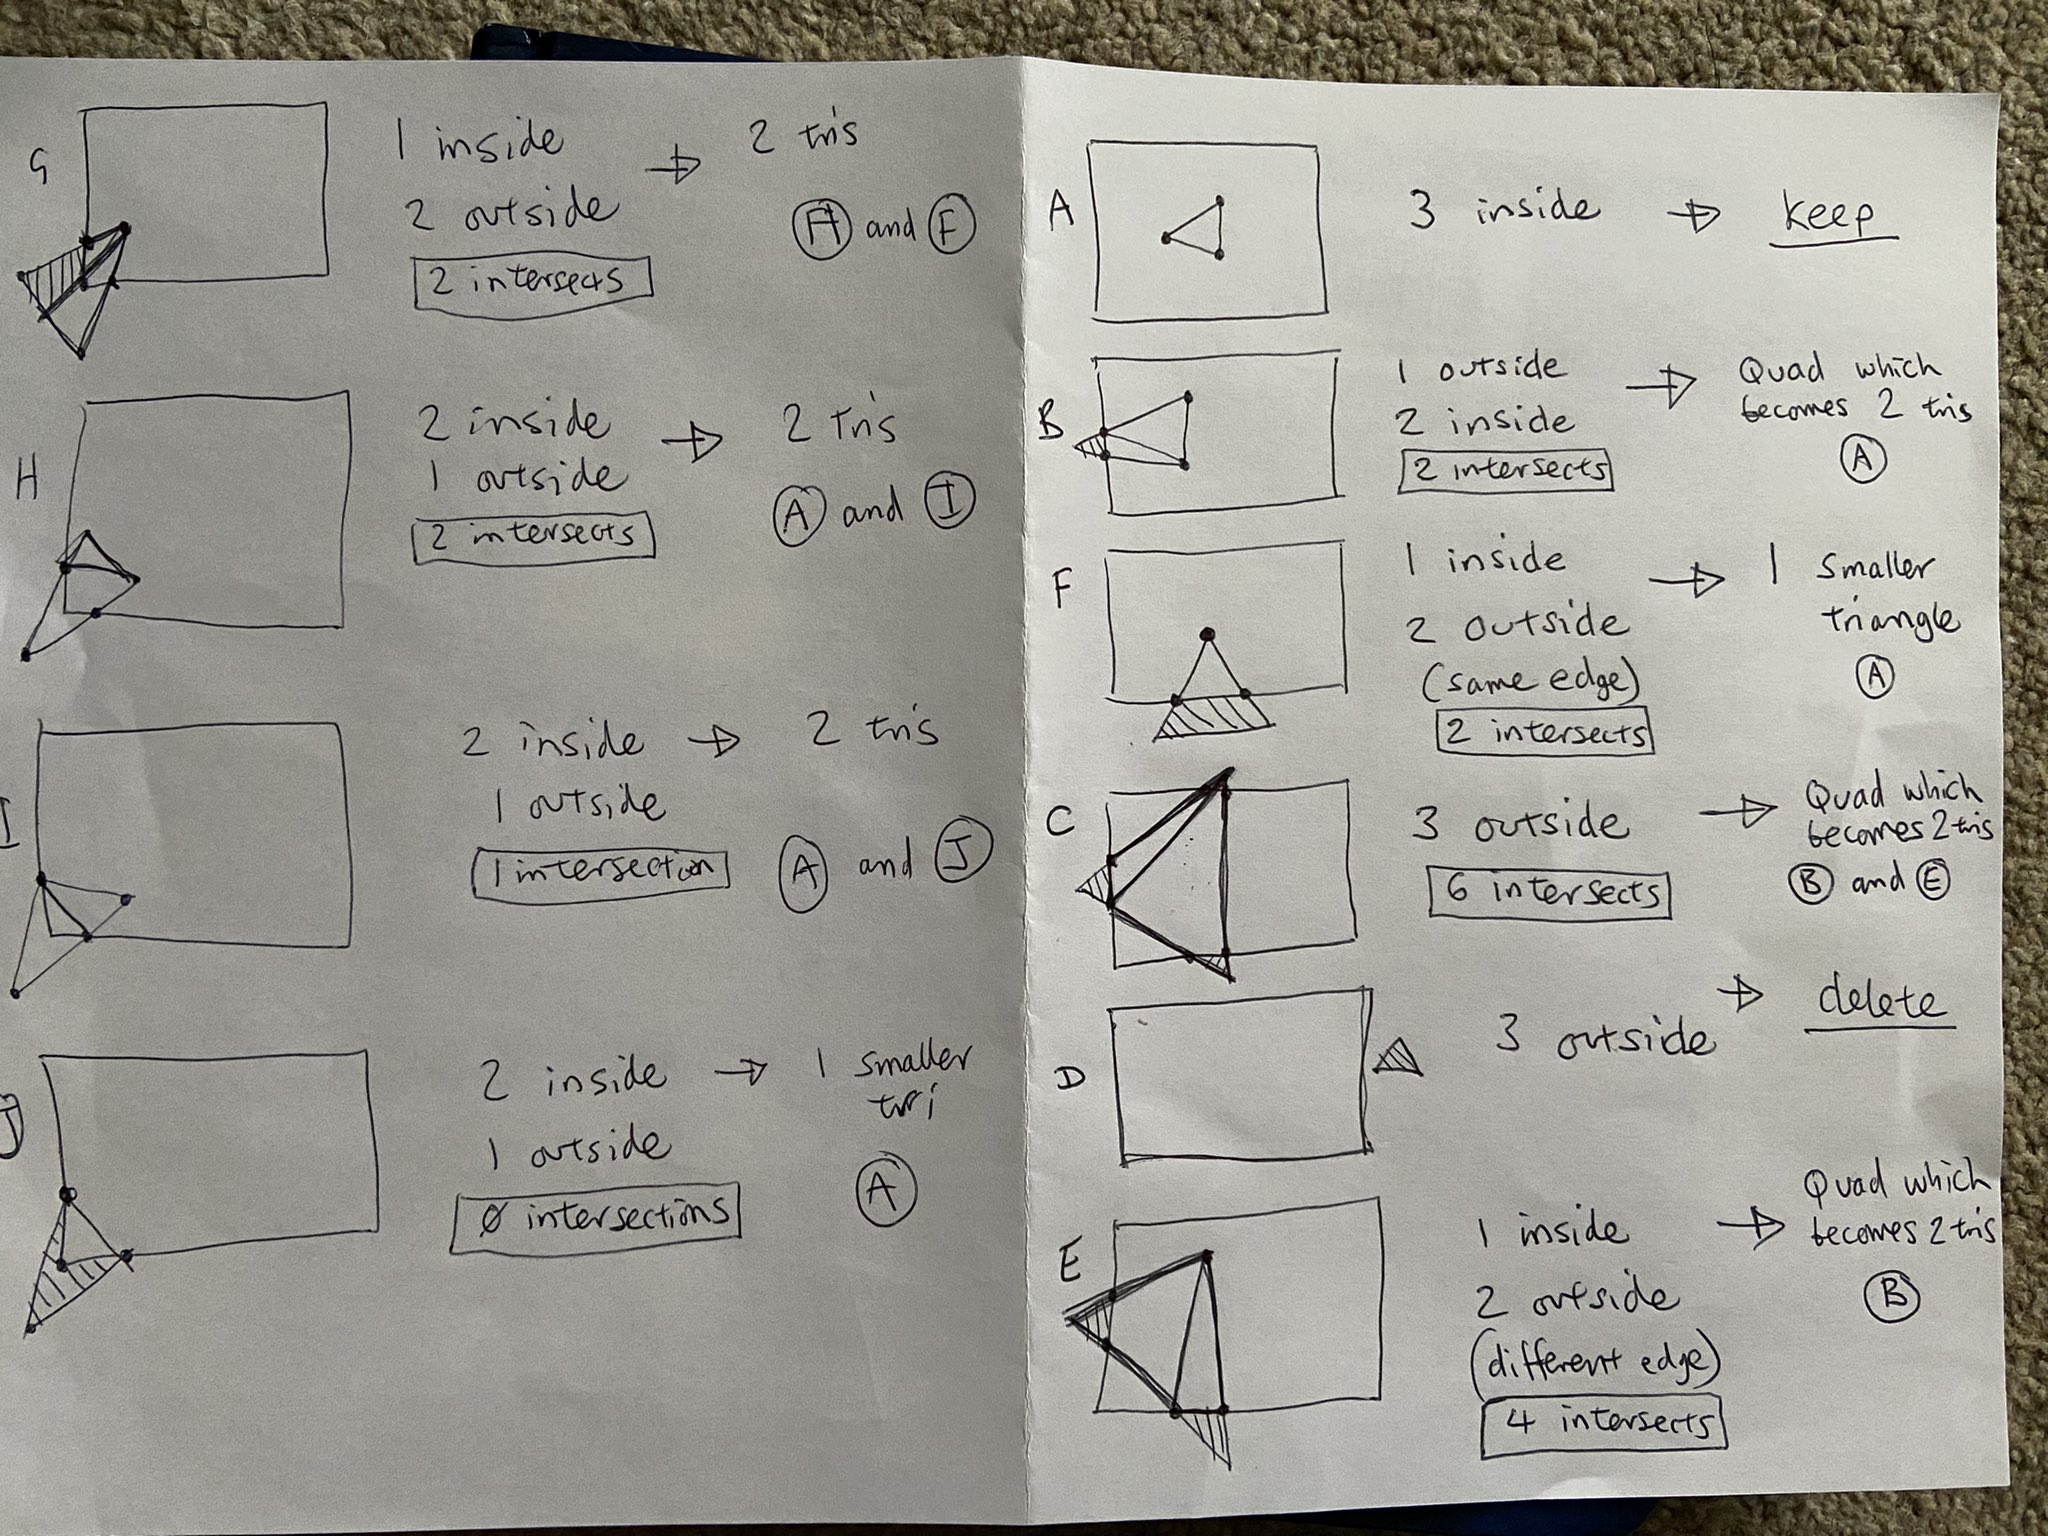 G
1 inside → 2 tris
2 outside
(H) and (F)
2 intersects
H
2 inside → 2 tris
1 outside
(A) and (I)
2 intersects
I
2 inside → 2 tris
1 outside
1 intersection
(A) and (J)
J
2 inside → 1 smaller
tri
1 outside
0 intersections
(A)
A
3 inside → keep
B
1 outside → Quad which
2 inside becomes 2 tris
2 intersects
(A)
F
1 inside → 1 smaller
2 outside triangle
(same edge)
(A)
2 intersects
C
3 outside → Quad which
becomes 2 tris
6 intersects
(B) and (E)
D
3 outside → delete
E
1 inside → Quad which
becomes 2 tris
2 outside
(B)
(different edge)
4 intersects